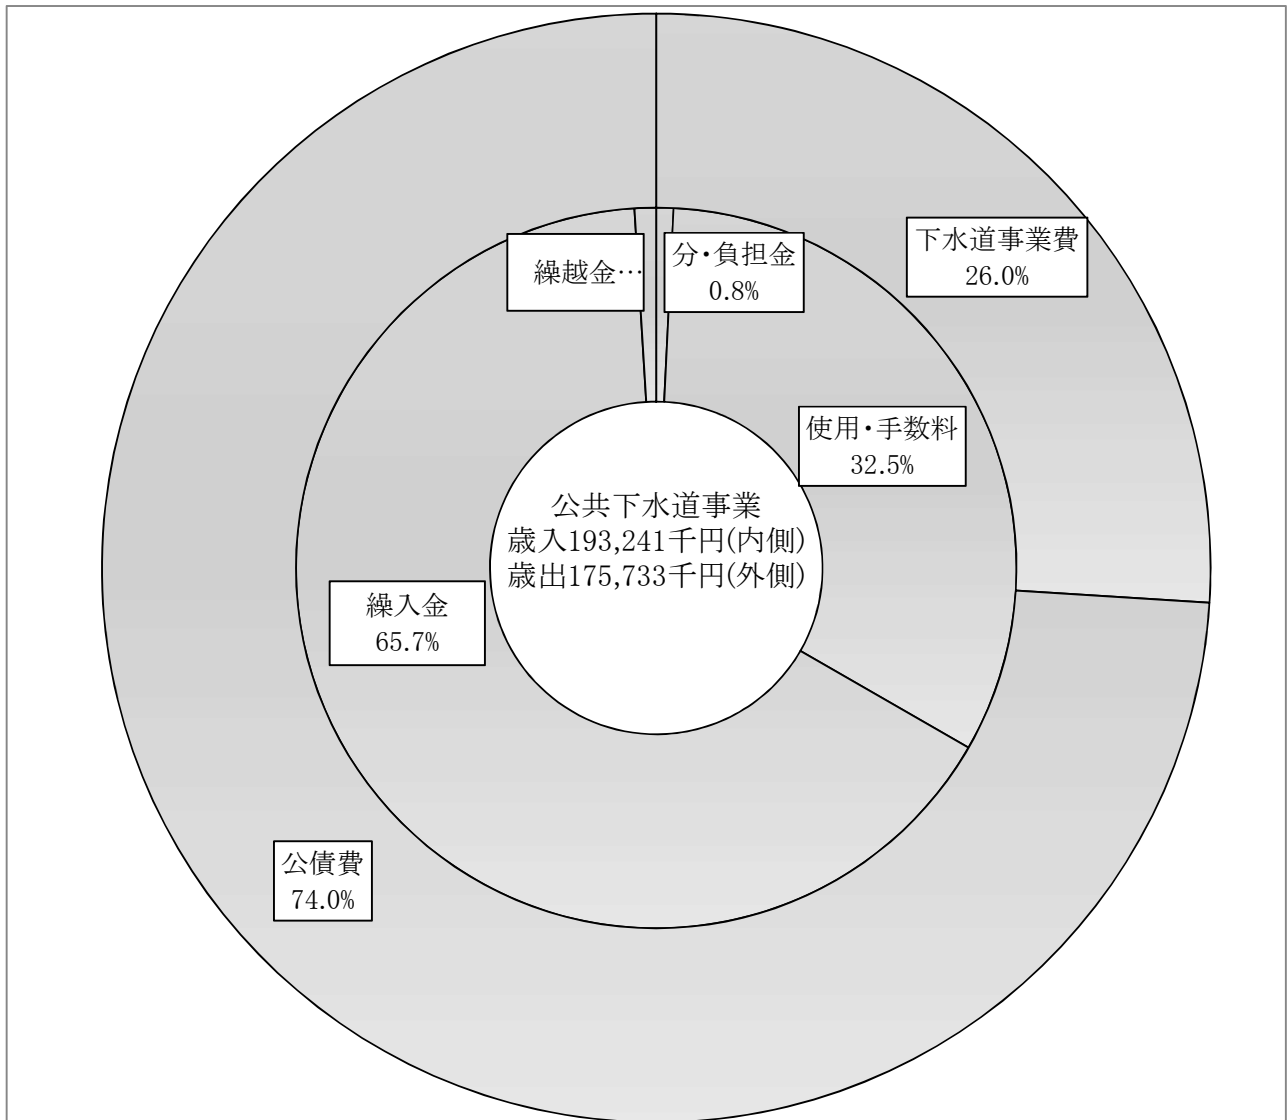 下水道事業費
26.0%
繰越金…
分・負担金
0.8%
使用・手数料
32.5%
公共下水道事業
歳入193,241千円(内側)
歳出175,733千円(外側)
繰入金
65.7%
公債費
74.0%